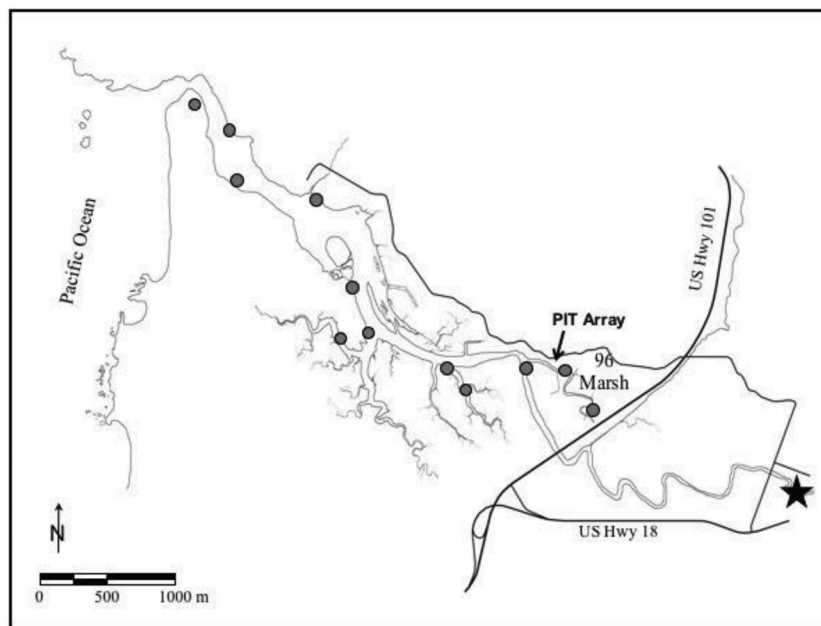 Pacific Ocean
US Hwy 101
PIT Array
96
Marsh
US Hwy 18
N
0 500 1000 m